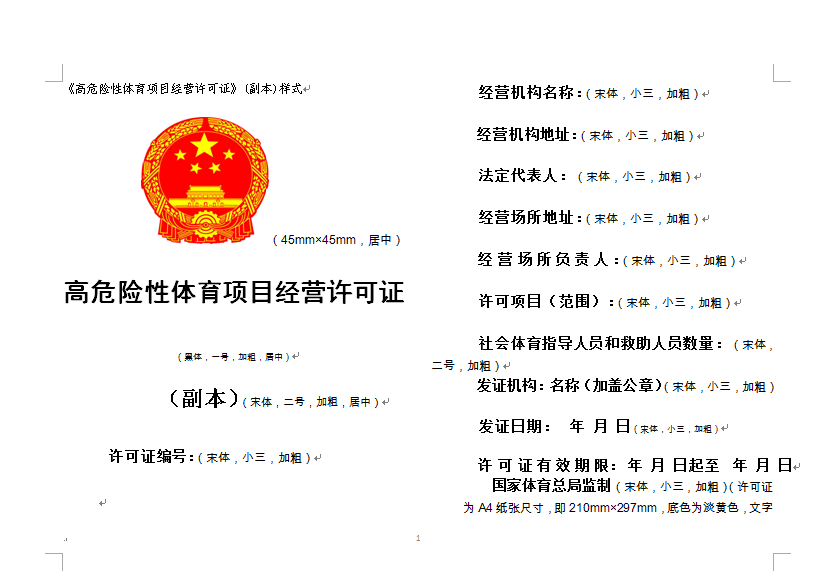 《高危险性体育项目经营许可证》(副本)样式
（45mm×45mm，居中）
高危险性体育项目经营许可证
（黑体，一号，加粗，居中）
（副本）（宋体，二号，加粗，居中）
许可证编号：（宋体，小三，加粗）
经营机构名称：（宋体，小三，加粗）
经营机构地址：（宋体，小三，加粗）
法定代表人：（宋体，小三，加粗）
经营场所地址：（宋体，小三，加粗）
经营场所负责人：（宋体，小三，加粗）
许可项目（范围）：（宋体，小三，加粗）
社会体育指导人员和救助人员数量：（宋体，
二号，加粗）
发证机构：名称（加盖公章）（宋体，小三，加粗）
发证日期： 年 月 日（宋体，小三，加粗）
许可证有效期限：年 月 日起至 年 月 日
国家体育总局监制（宋体，小三，加粗）（许可证
为 A4 纸张尺寸，即 210mm×297mm，底色为淡黄色，文字
1